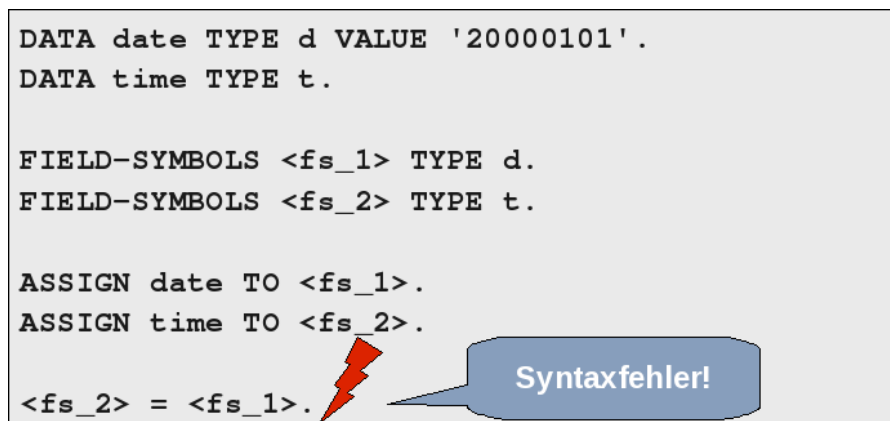 DATA date TYPE d VALUE '20000101'.
DATA time TYPE t.
FIELD-SYMBOLS <fs_1> TYPE d.
FIELD-SYMBOLS <fs_2> TYPE t.
ASSIGN date TO <fs_1>.
ASSIGN time TO <fs_2>.
Syntaxfehler!
<fs_2> = <fs_1>.